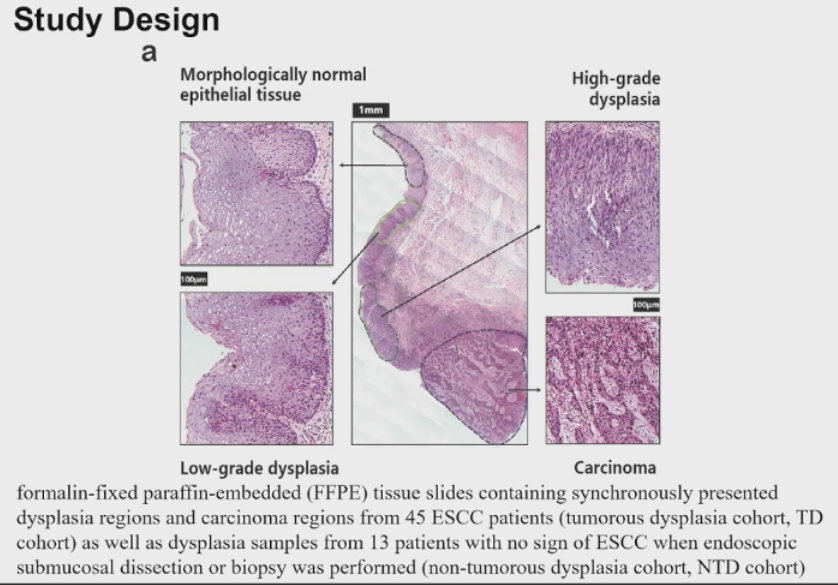 Study Design
a
Morphologically normal
epithelial tissue
High-grade
dysplasia
1mm
100μm
100μm
Low-grade dysplasia
Carcinoma
formalin-fixed paraffin-embedded (FFPE) tissue slides containing synchronously presented
dysplasia regions and carcinoma regions from 45 ESCC patients (tumorous dysplasia cohort, TD
cohort) as well as dysplasia samples from 13 patients with no sign of ESCC when endoscopic
submucosal dissection or biopsy was performed (non-tumorous dysplasia cohort, NTD cohort)